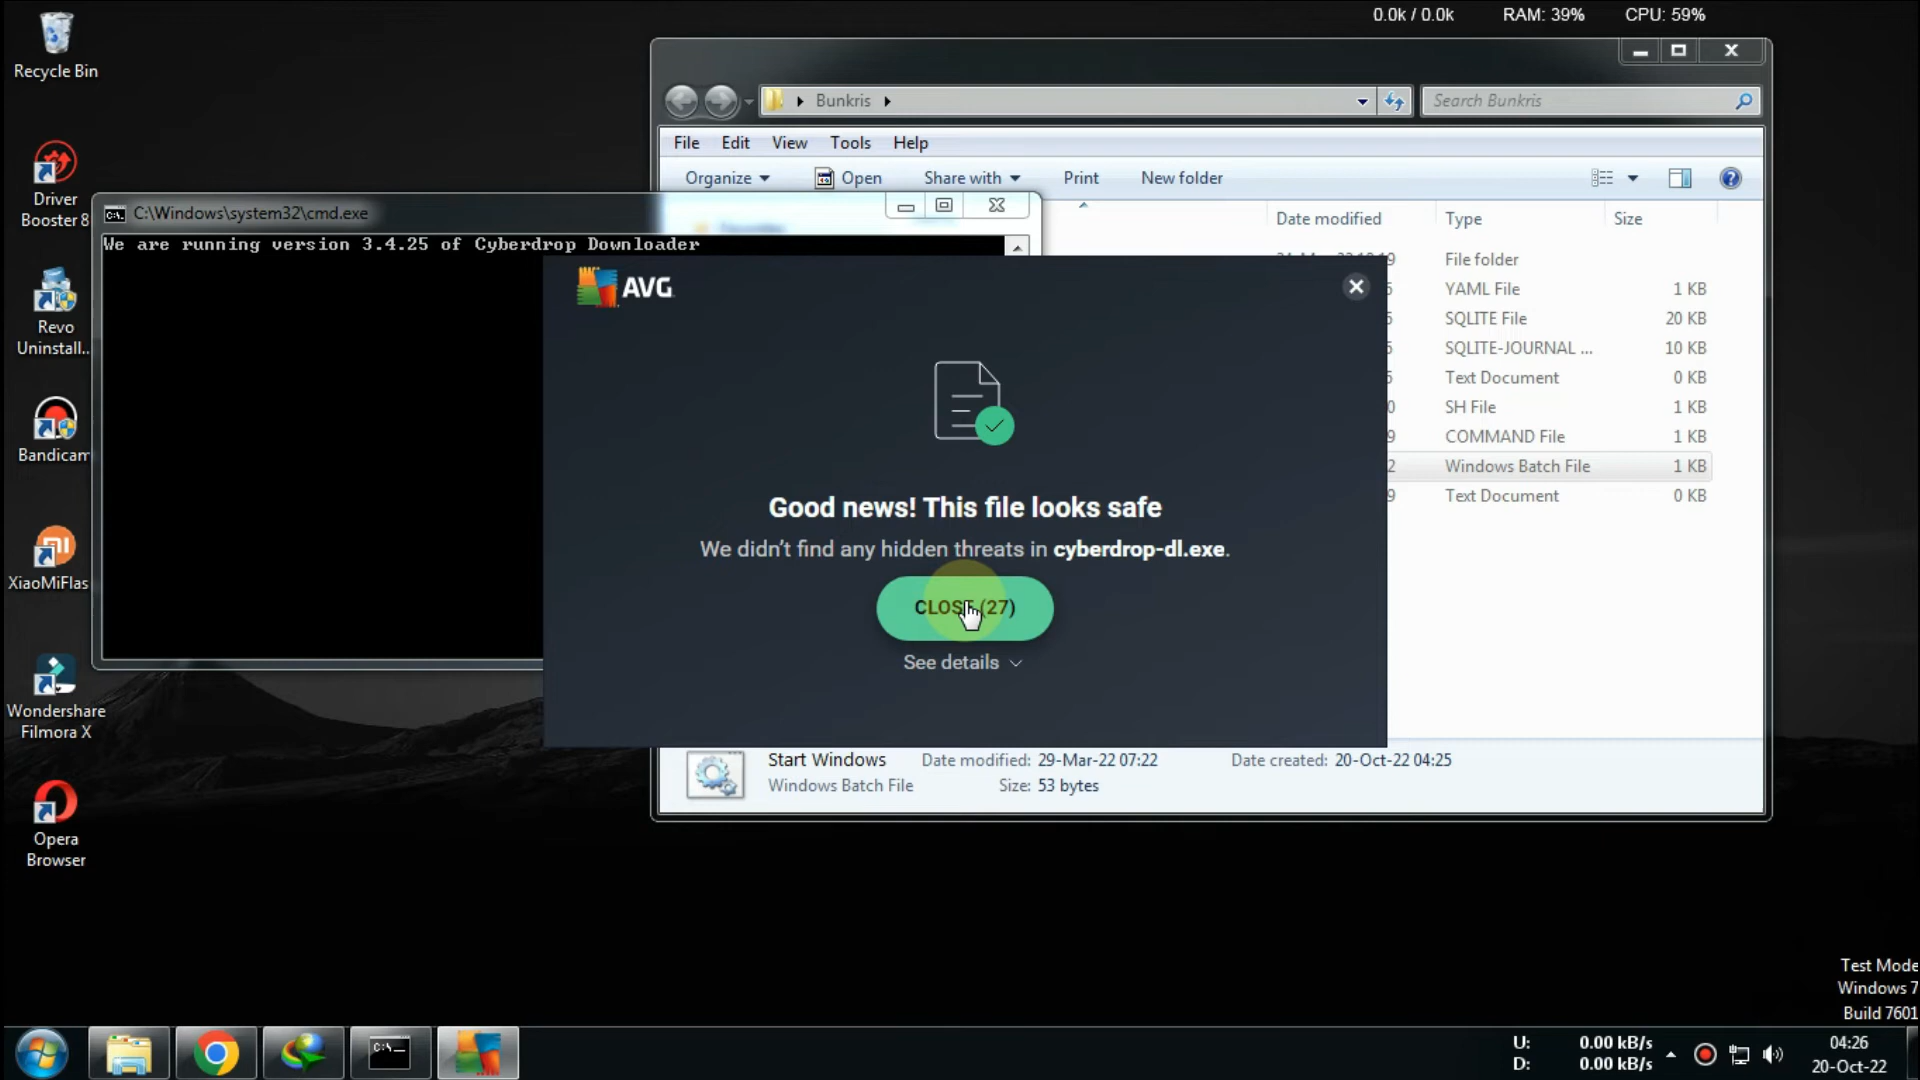 0.0k / 0.0k RAM: 39% CPU: 59%
Recycle Bin
Driver
Booster 8
Revo
Uninstall..
Bandicam
XiaoMiFlas
Wondershare
Filmora X
Opera
Browser
Bunkris
Search Bunkris
File Edit View Tools Help
Organize Open Share with Print New folder
Date modified Type Size
File folder
YAML File 1 KB
SQLITE File 20 KB
SQLITE-JOURNAL ... 10 KB
Text Document 0 KB
SH File 1 KB
COMMAND File 1 KB
Windows Batch File 1 KB
Text Document 0 KB
Start Windows Date modified: 29-Mar-22 07:22 Date created: 20-Oct-22 04:25
Windows Batch File Size: 53 bytes
C:\Windows\system32\cmd.exe
We are running version 3.4.25 of Cyberdrop Downloader
AVG
Good news! This file looks safe
We didn't find any hidden threats in cyberdrop-dl.exe.
CLOSE (27)
See details
Test Mode
Windows 7
Build 7601
U: 0.00 kB/s
D: 0.00 kB/s
04:26
20-Oct-22